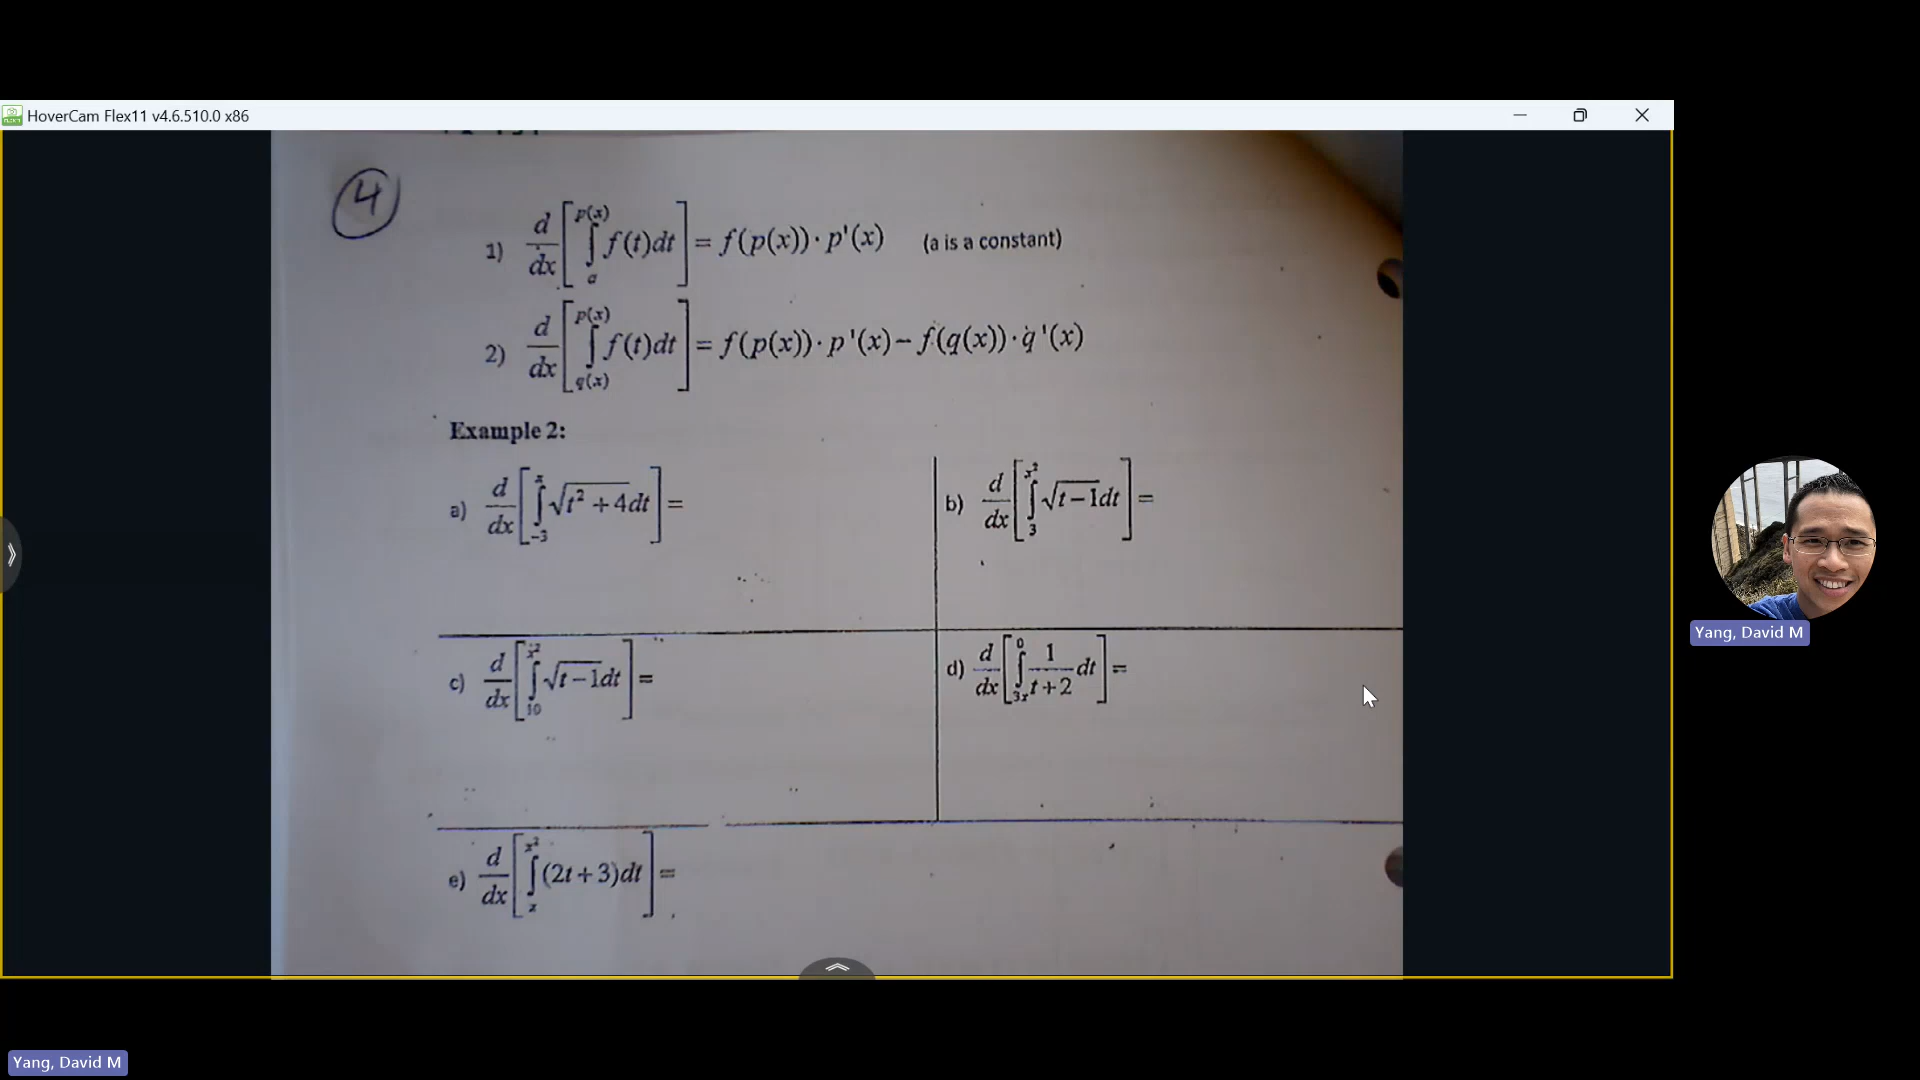 HoverCam Flex11 v4.6.510.0 x86
4
1) d/dx [∫_a^{p(x)} f(t)dt] = f(p(x))·p'(x) (a is a constant)
2) d/dx [∫_{q(x)}^{p(x)} f(t)dt] = f(p(x))·p'(x)−f(q(x))·q'(x)
Example 2:
a) d/dx [∫_{-3}^{x} √(t²+4)dt] =
b) d/dx [∫_3^{x²} √(t−1)dt] =
c) d/dx [∫_{10}^{x²} √(t−1)dt] =
d) d/dx [∫_{3x}^{0} 1/(t+2) dt] =
e) d/dx [∫_x^{x²} (2t+3)dt] =
Yang, David M
Yang, David M